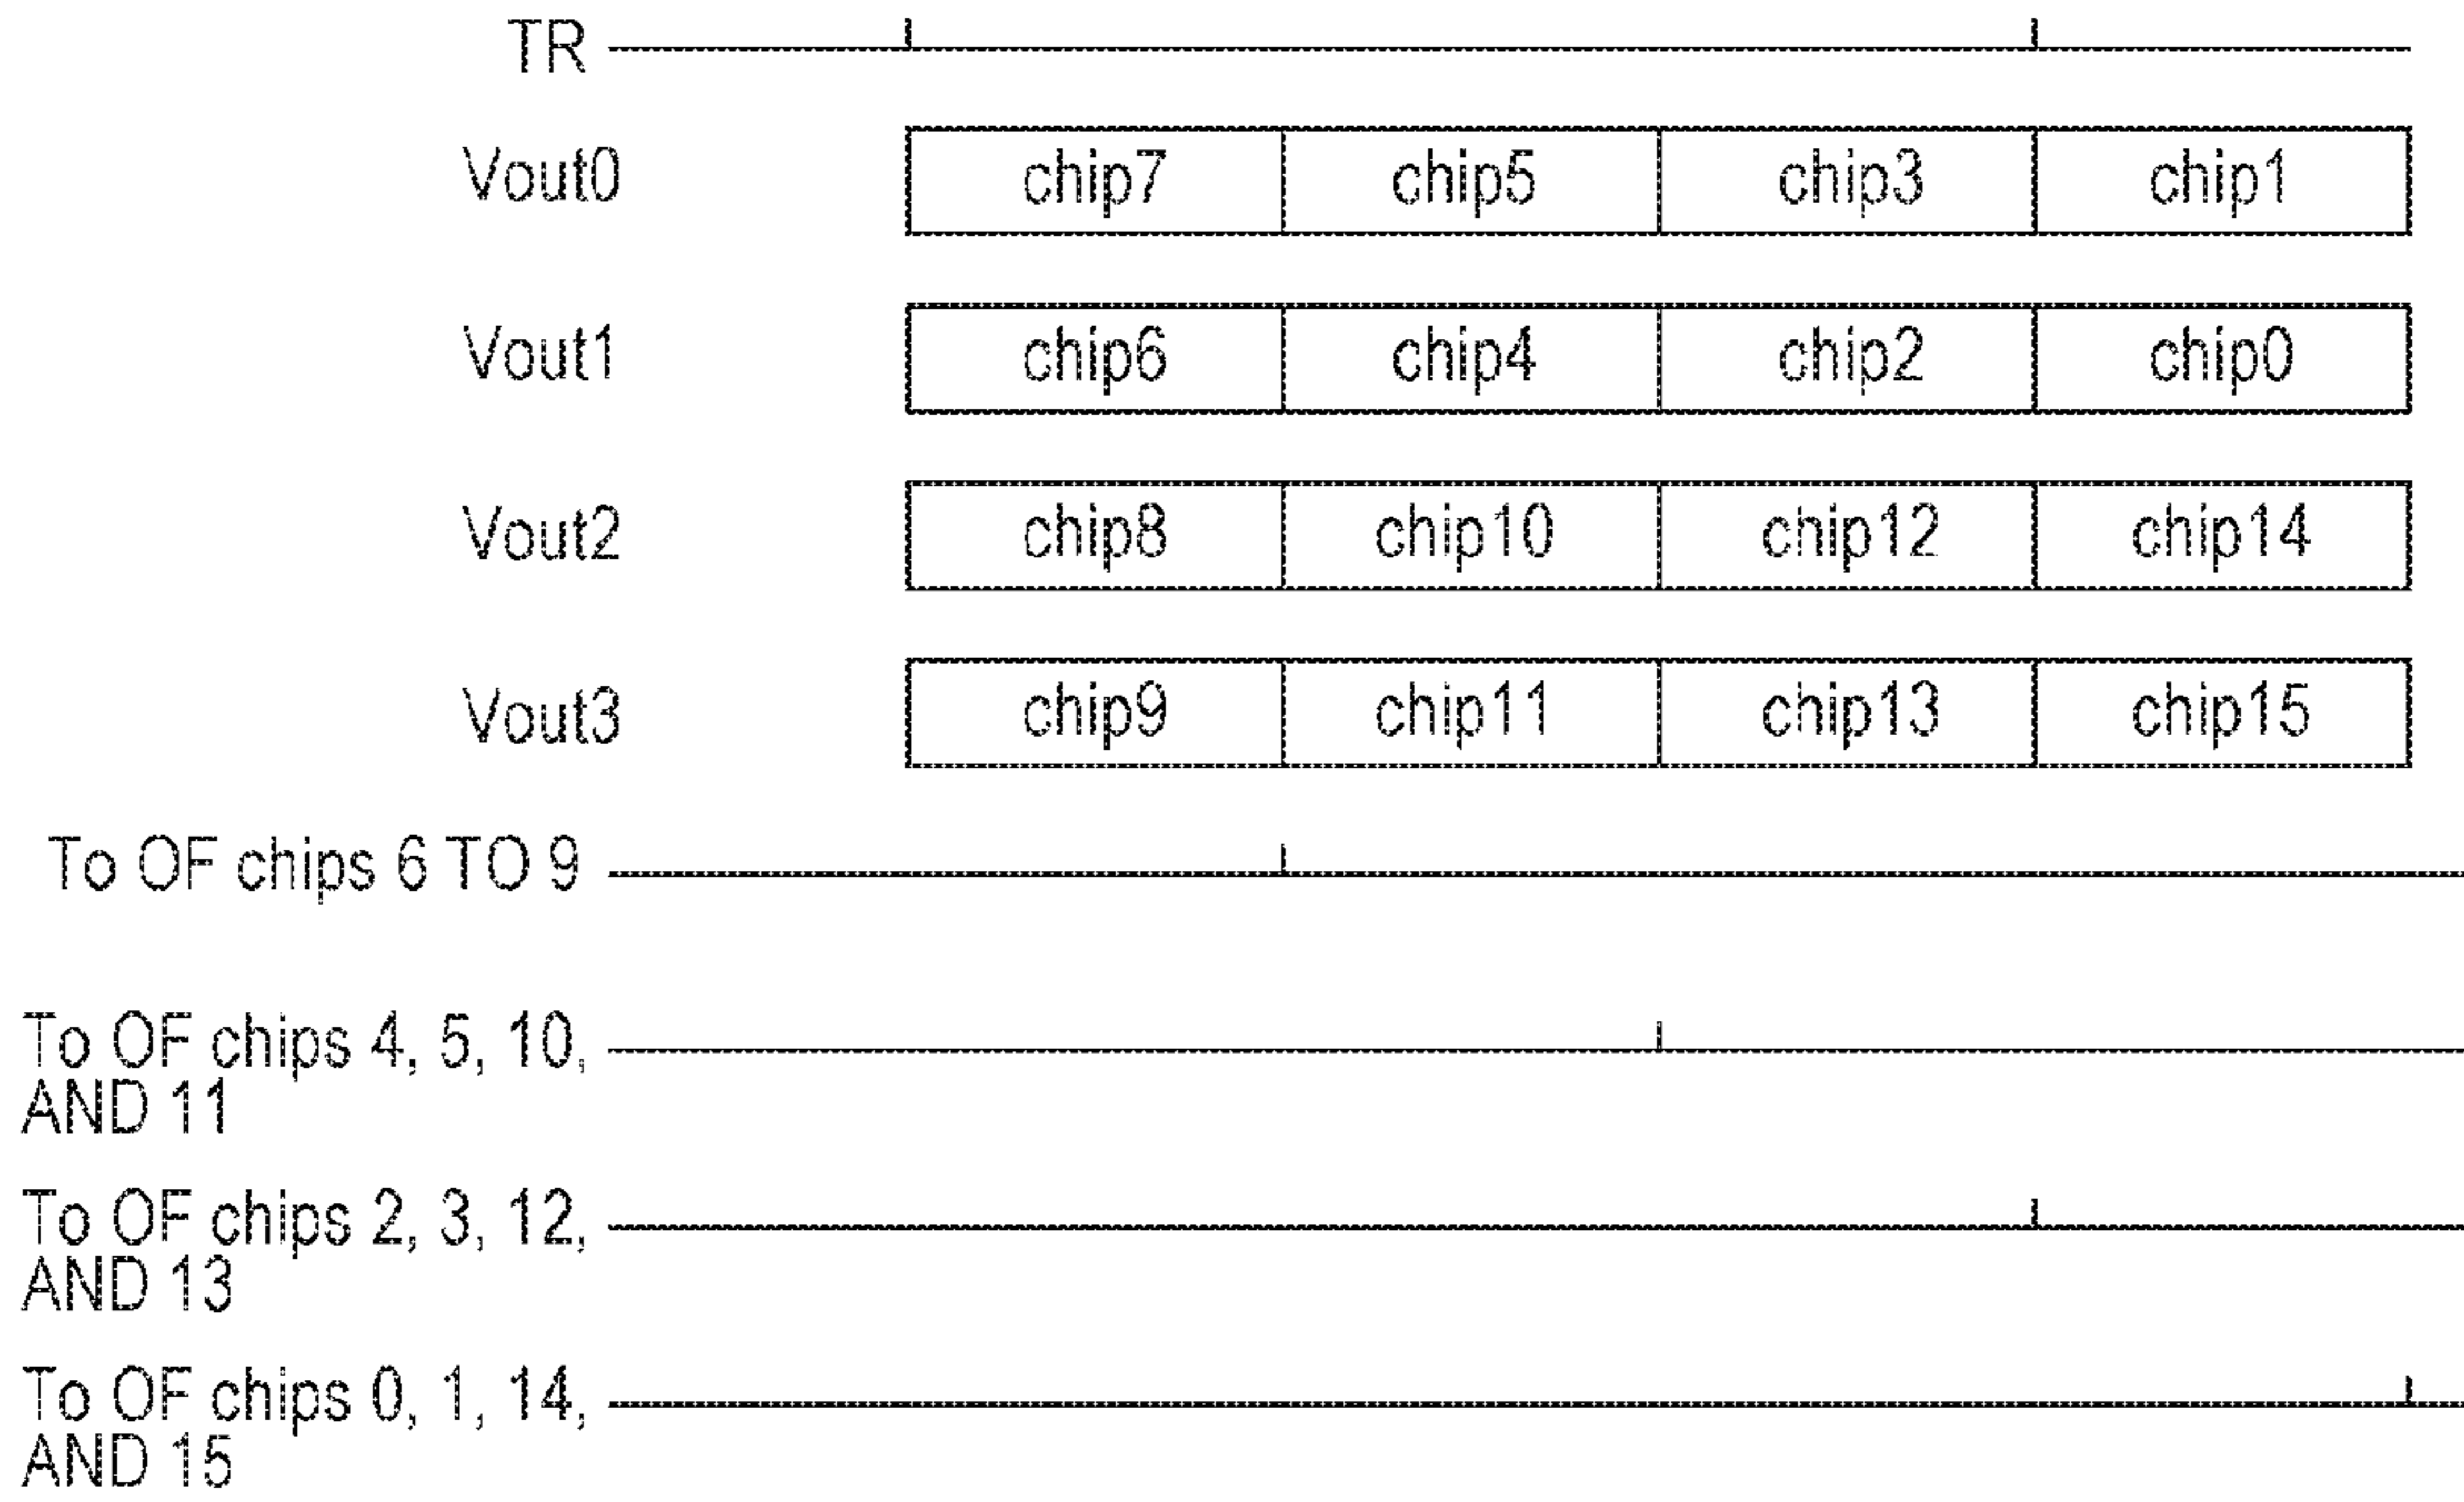 TR
Vout0 chip7 chip5 chip3 chip1
Vout1 chip6 chip4 chip2 chip0
Vout2 chip8 chip10 chip12 chip14
Vout3 chip9 chip11 chip13 chip15
To OF chips 6 TO 9
To OF chips 4, 5, 10,
AND 11
To OF chips 2, 3, 12,
AND 13
To OF chips 0, 1, 14,
AND 15